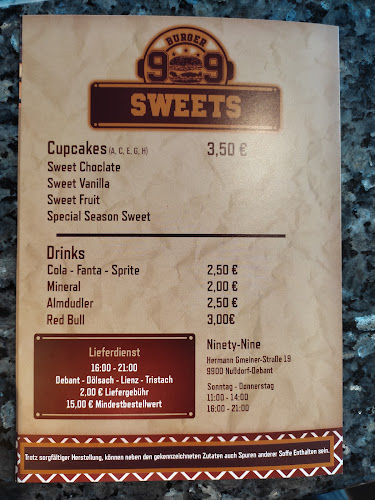 BURGER
99
SWEETS
Cupcakes (A, C, E, G, H) 3,50 €
Sweet Choclate
Sweet Vanilla
Sweet Fruit
Special Season Sweet
Drinks
Cola - Fanta - Sprite 2,50 €
Mineral 2,00 €
Almdudler 2,50 €
Red Bull 3,00€
Lieferdienst
16:00 - 21:00
Debant - Dölsach - Lienz - Tristach
2,00 € Liefergebühr
15,00 € Mindestbestellwert
Ninety-Nine
Hermann Gmeiner-Straße 19
9900 Nußdorf-Debant
Sonntag - Donnerstag
11:00 - 14:00
16:00 - 21:00
Trotz sorgfältiger Herstellung, können neben den gekennzeichneten Zutaten auch Spuren anderer Soffe Enthalten sein.